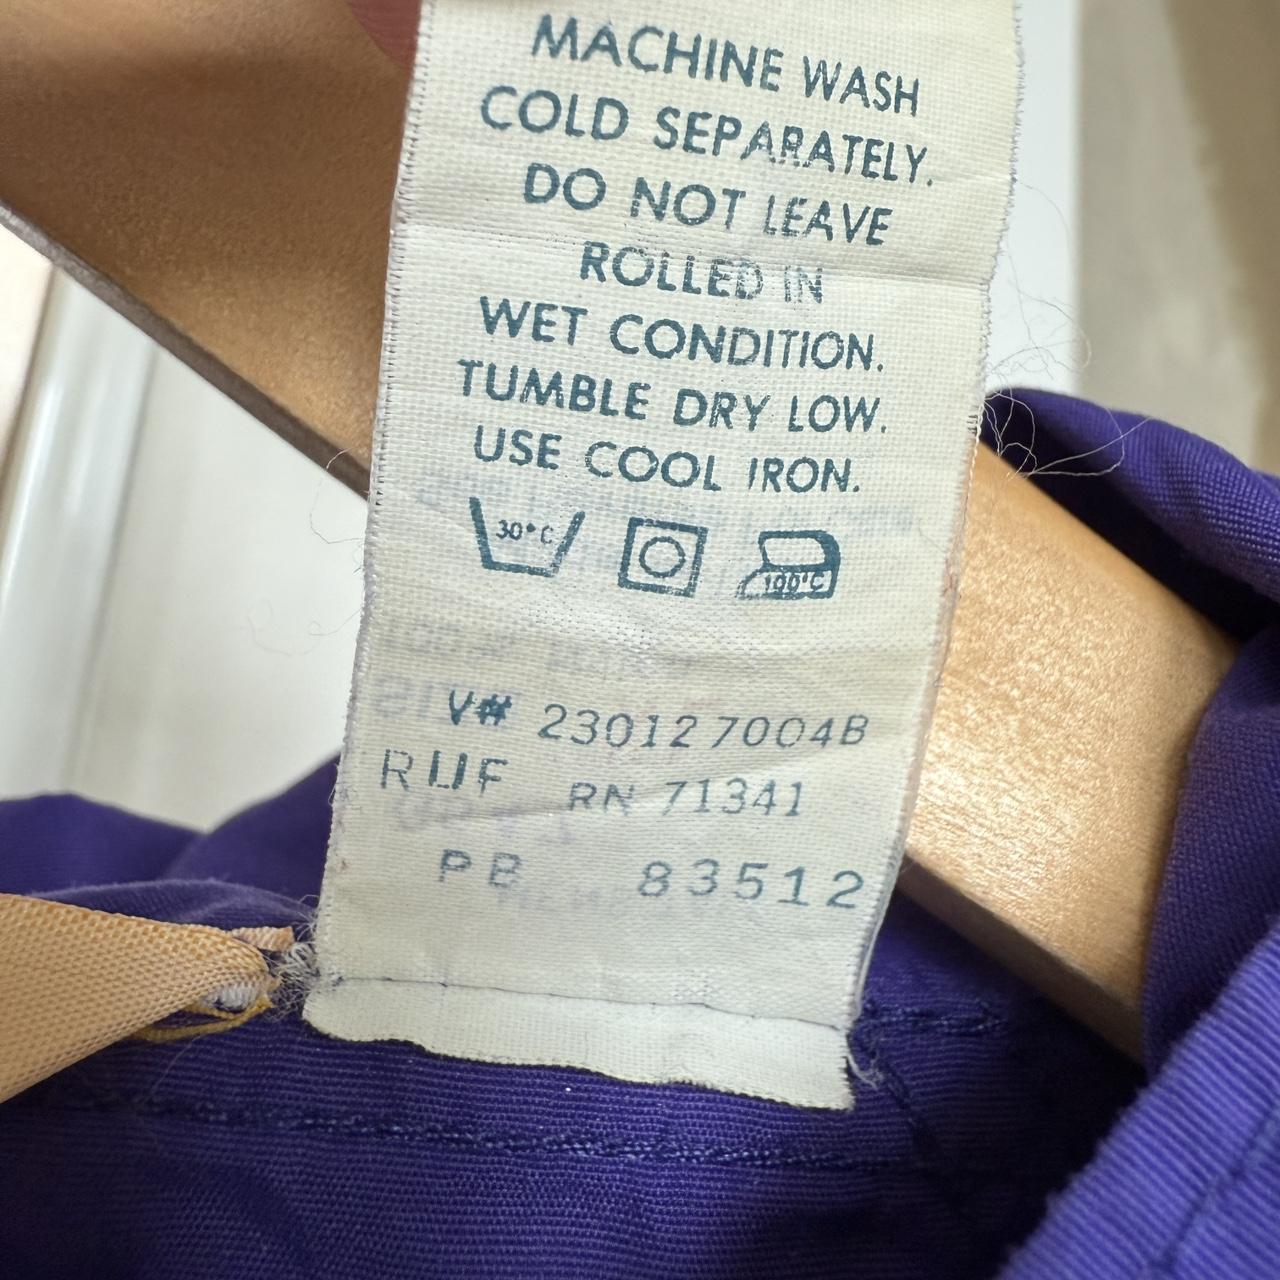 MACHINE WASH
COLD SEPARATELY.
DO NOT LEAVE
ROLLED IN
WET CONDITION.
TUMBLE DRY LOW.
USE COOL IRON.
30°C
100°C
V# 230127004B
RN 71341
PB 83512